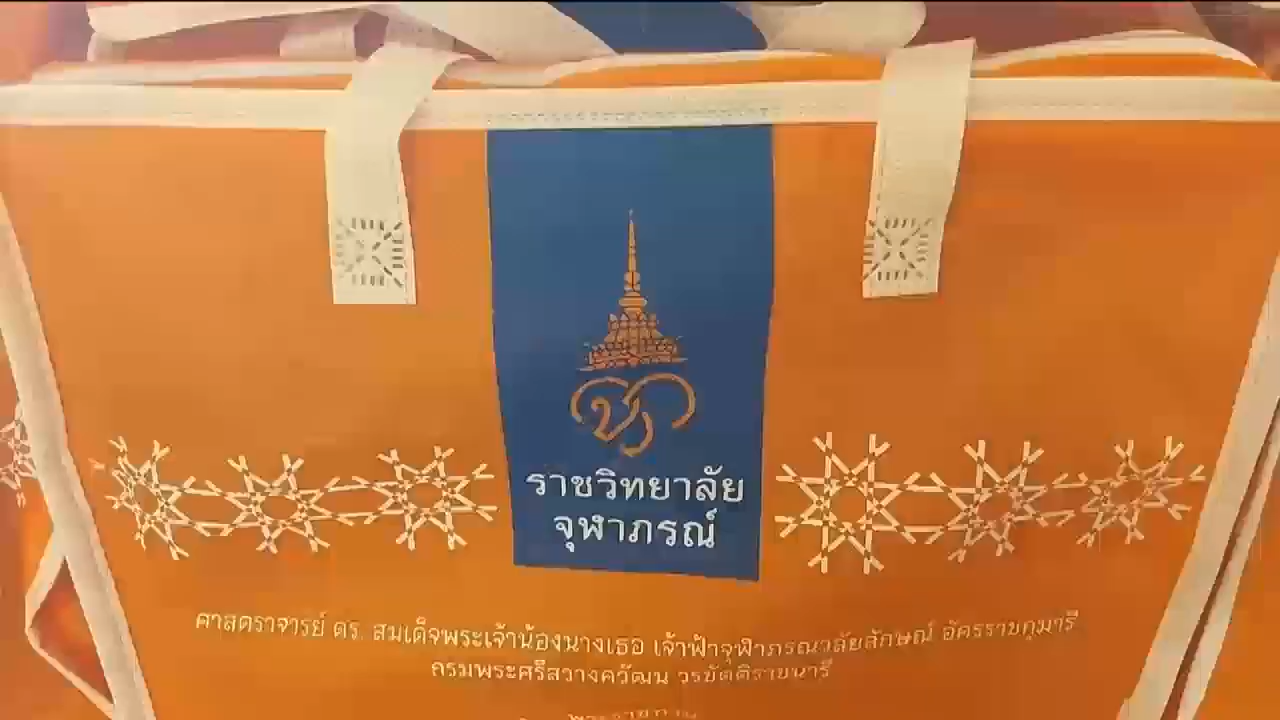 ราชวิทยาลัย
จุฬาภรณ์
ศาสตราจารย์ ดร. สมเด็จพระเจ้าน้องนางเธอ เจ้าฟ้าจุฬาภรณวลัยลักษณ์ อัครราชกุมารี
กรมพระศรีสวางควัฒน วรขัตติยราชนารี